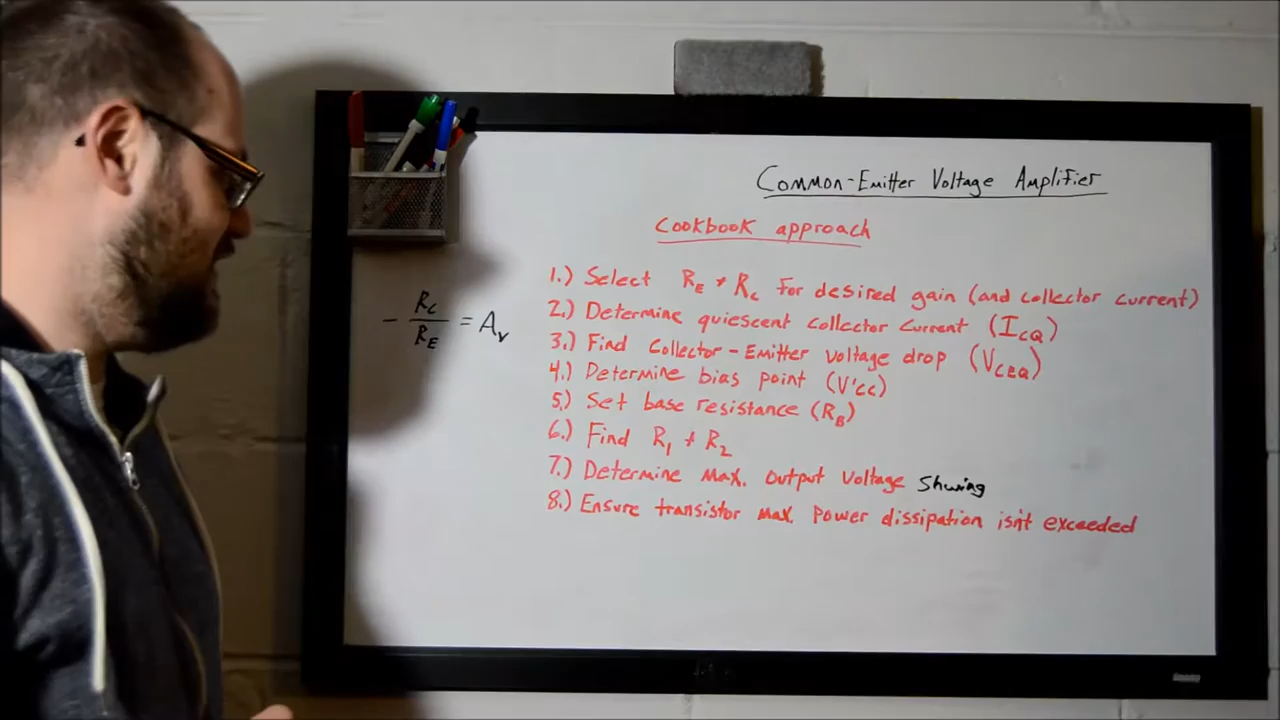 Common-Emitter Voltage Amplifier
Cookbook approach
1.) Select RE + RC for desired gain (and collector current)
2.) Determine quiescent collector current (ICQ)
3.) Find Collector-Emitter voltage drop (VCEQ)
4.) Determine bias point (V'CC)
5.) Set base resistance (RB)
6.) Find R1 + R2
7.) Determine Max. output voltage Shwing
8.) Ensure transistor max. power dissipation isn't exceeded
- RC / RE = Av